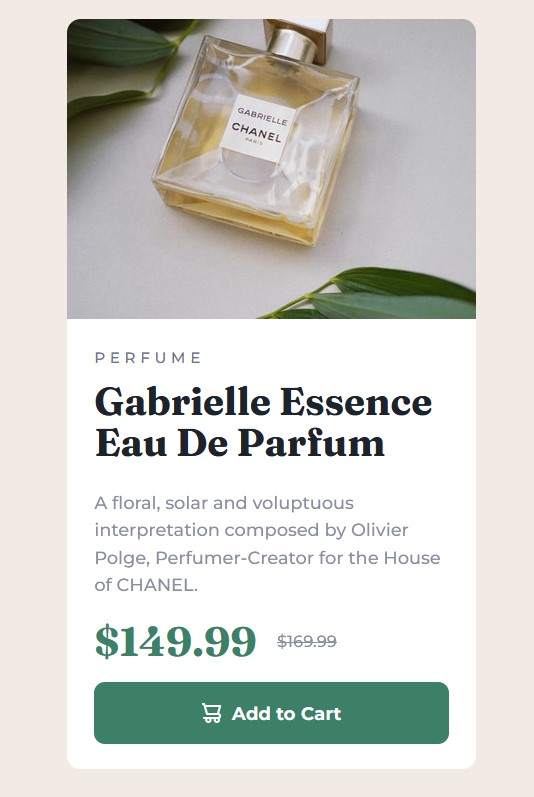 GABRIELLE
CHANEL
PARIS
PERFUME
Gabrielle Essence
Eau De Parfum
A floral, solar and voluptuous
interpretation composed by Olivier
Polge, Perfumer-Creator for the House
of CHANEL.
$149.99 $169.99
Add to Cart